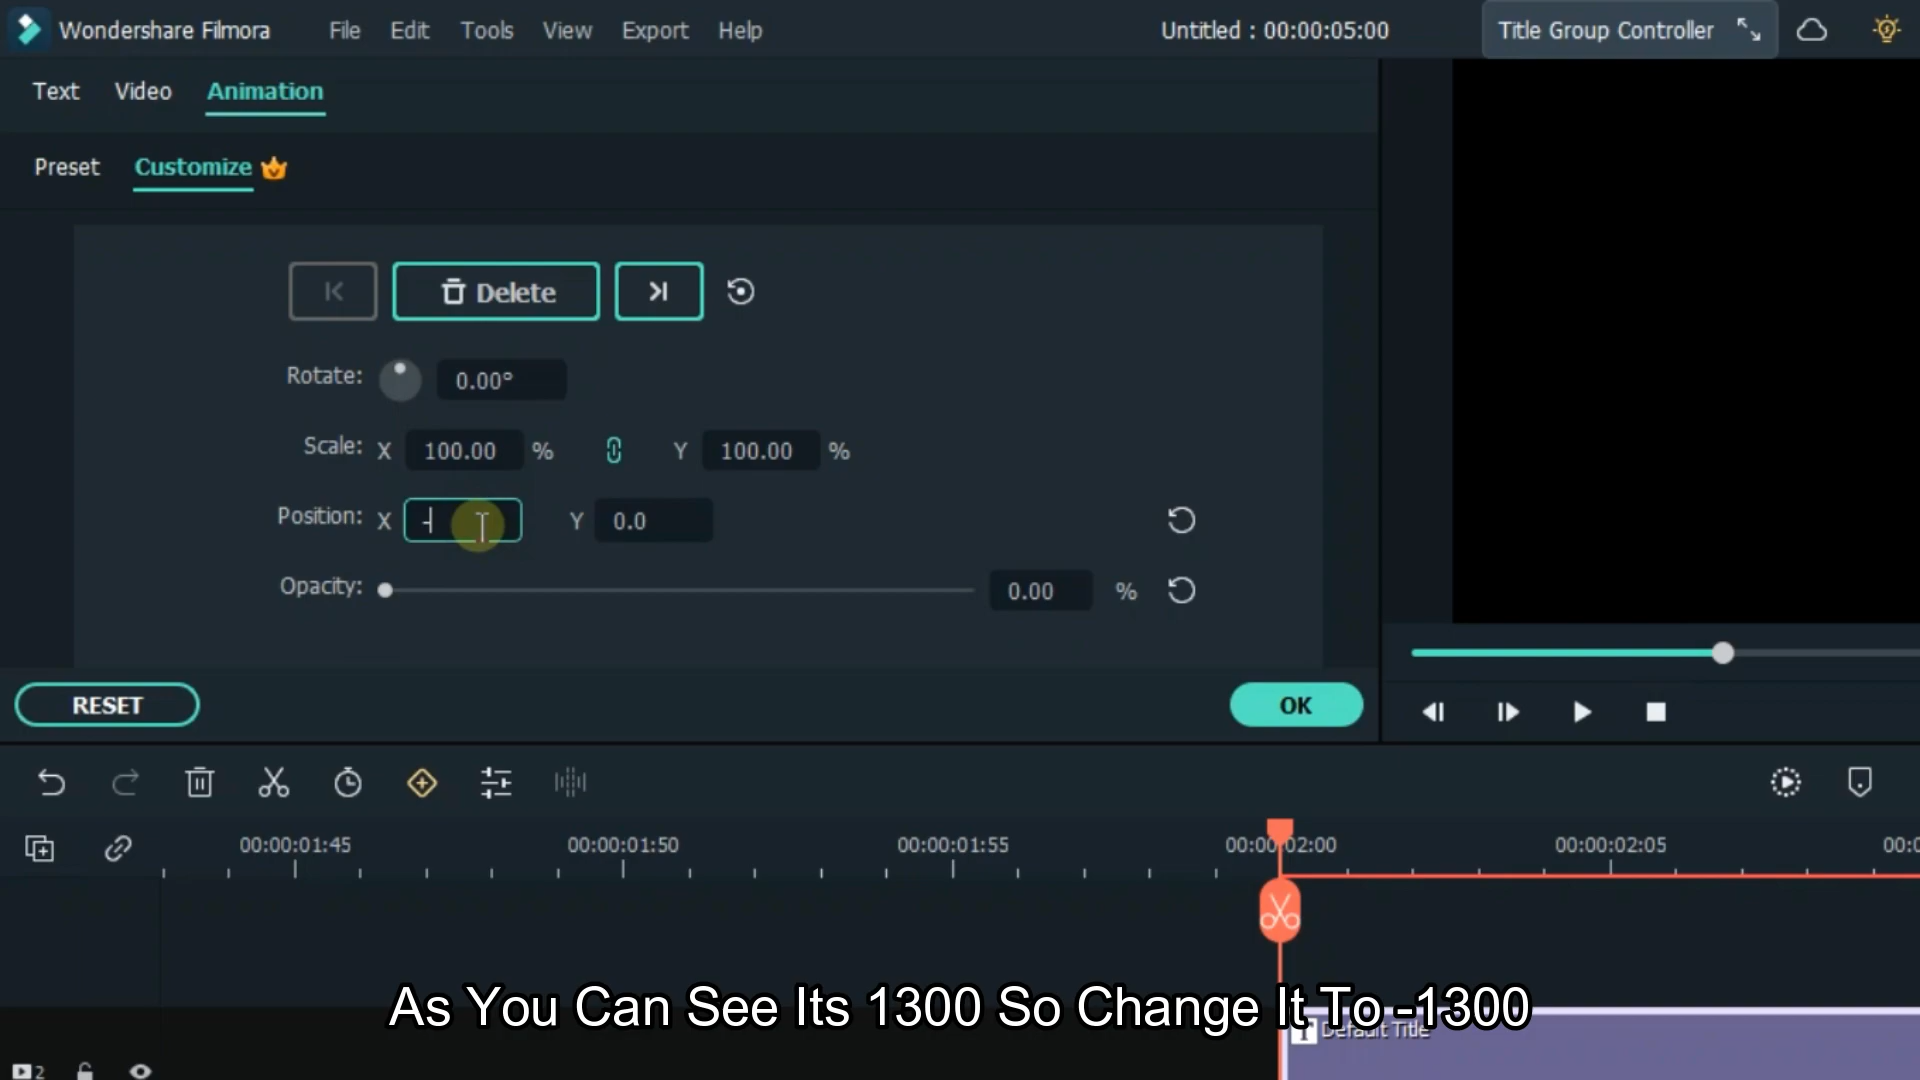 Wondershare Filmora File Edit Tools View Export Help Untitled : 00:00:05:00 Title Group Controller
Text Video Animation
Preset Customize
Delete
Rotate: 0.00°
Scale: X 100.00 % Y 100.00 %
Position: X - Y 0.0
Opacity: 0.00 %
RESET OK
00:00:01:45 00:00:01:50 00:00:01:55 00:00:02:00 00:00:02:05
As You Can See Its 1300 So Change It To -1300
T Default Title
2